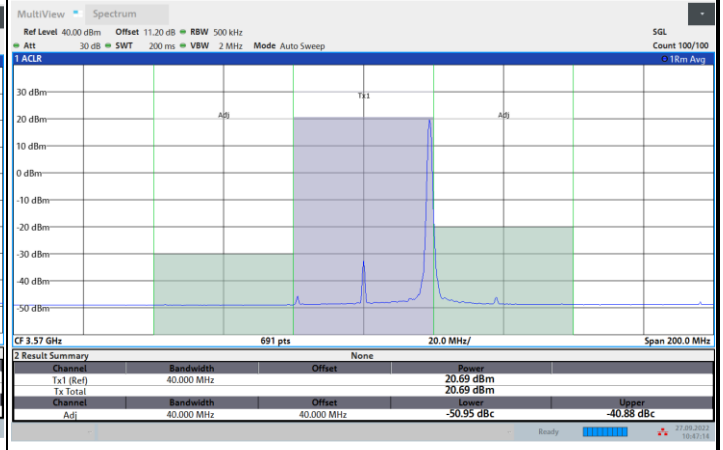 MultiView Spectrum
Ref Level 40.00 dBm Offset 11.20 dB RBW 500 kHz SGL
Att 30 dB SWT 200 ms VBW 2 MHz Mode Auto Sweep Count 100/100
1 ACLR 1Rm Avg
30 dBm
Tx1
20 dBm
Adj Adj
10 dBm
0 dBm
-10 dBm
-20 dBm
-30 dBm
-40 dBm
-50 dBm
CF 3.57 GHz 691 pts 20.0 MHz/ Span 200.0 MHz
2 Result Summary None
Channel Bandwidth Offset Power
Tx1 (Ref) 40.000 MHz 20.69 dBm
Tx Total 20.69 dBm
Channel Bandwidth Offset Lower Upper
Adj 40.000 MHz 40.000 MHz -50.95 dBc -40.88 dBc
Ready 27.09.2022
10:47:14